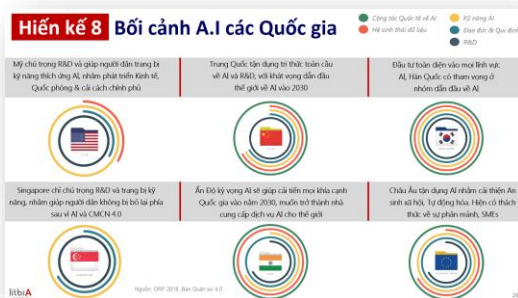 Hiến kế 8 Bối cảnh A.I các Quốc gia
Cộng tác Quốc tế về AI
Hệ sinh thái dữ liệu
Kỹ năng AI
Đạo đức & Qui định
R&D
Mỹ chú trọng R&D và giúp người dân trang bị
kỹ năng thích ứng AI, nhằm phát triển Kinh tế,
Quốc phòng & cải cách chính phủ
Trung Quốc tận dụng tri thức toàn cầu
về AI và R&D, với khát vọng dẫn đầu
thế giới về AI vào 2030
Đầu tư toàn diện vào mọi lĩnh vực
AI, Hàn Quốc có tham vọng ở
nhóm dẫn đầu về AI
Singapore chỉ chú trọng R&D và trang bị kỹ
năng, nhằm giúp người dân không bị bỏ lại phía
sau vì AI và CMCN 4.0
Ấn Độ kỳ vọng AI sẽ giúp cải tiến mọi khía cạnh
Quốc gia vào năm 2030, muốn trở thành nhà
cung cấp dịch vụ AI cho thế giới
Châu Âu tận dụng AI nhằm cải thiện An
sinh xã hội, Tự động hóa. Hiện có thách
thức về sự phân mảnh, SMEs
litbiA
Nguồn: ORF 2018, Ban Quân sư 4.0